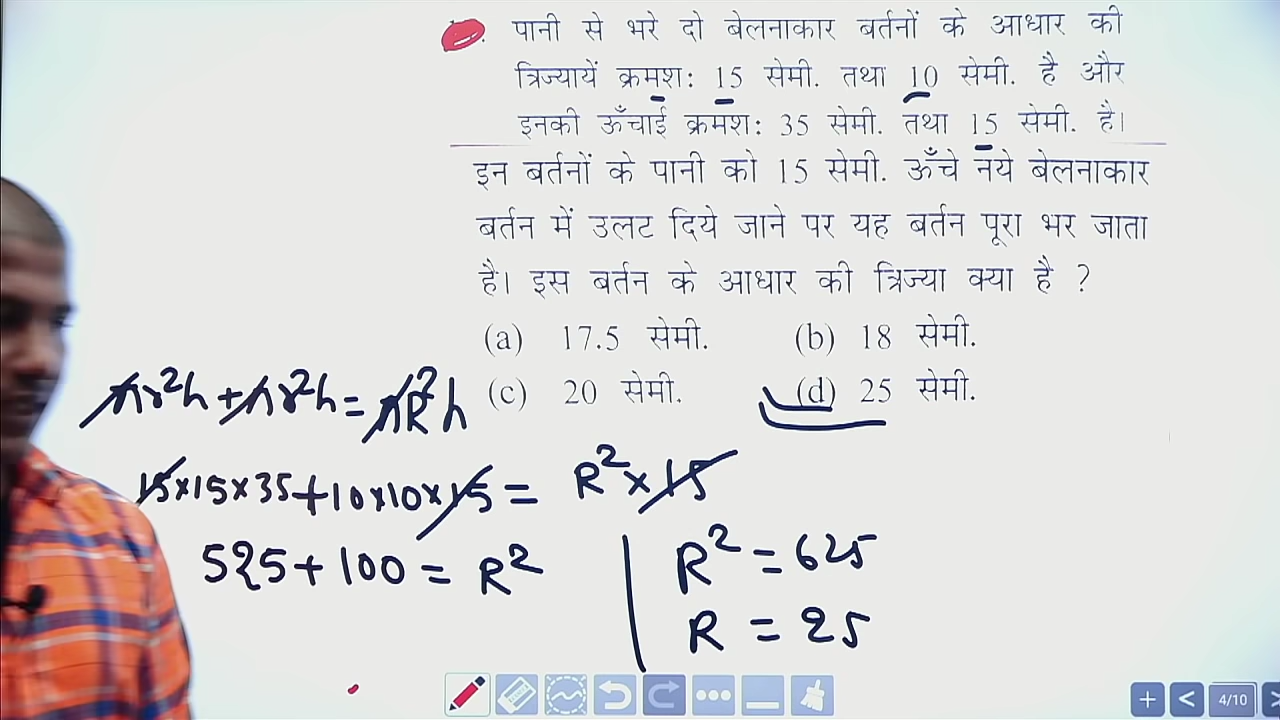 पानी से भरे दो बेलनाकार बर्तनों के आधार की
त्रिज्यायें क्रमश: 15 सेमी. तथा 10 सेमी. है और
इनकी ऊँचाई क्रमश: 35 सेमी. तथा 15 सेमी. है।
इन बर्तनों के पानी को 15 सेमी. ऊँचे नये बेलनाकार
बर्तन में उलट दिये जाने पर यह बर्तन पूरा भर जाता
है। इस बर्तन के आधार की त्रिज्या क्या है ?
(a) 17.5 सेमी. (b) 18 सेमी.
(c) 20 सेमी. (d) 25 सेमी.
πr²h + πr²h = πR²h
15×15×35+10×10×15 = R²×15
525+100 = R²
R² = 625
R = 25
4/10